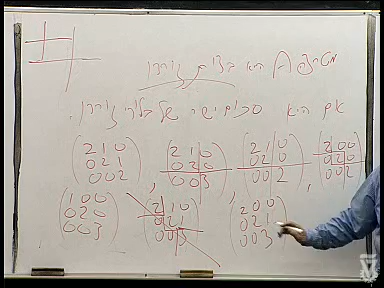 מטריצה A היא בצורת ז'ורדן
אם היא סכום ישר של בלוקי ז'ורדן.
2 1 0 , 2 1 0 , 2 1 0 , 2 0 0
0 2 1 0 2 0 0 2 0 0 2 0
0 0 2 0 0 3 0 0 2 0 0 2
1 0 0 , 2 1 0 , 2 0 0
0 2 0 0 2 1 0 2 1
0 0 3 0 0 3 0 0 3